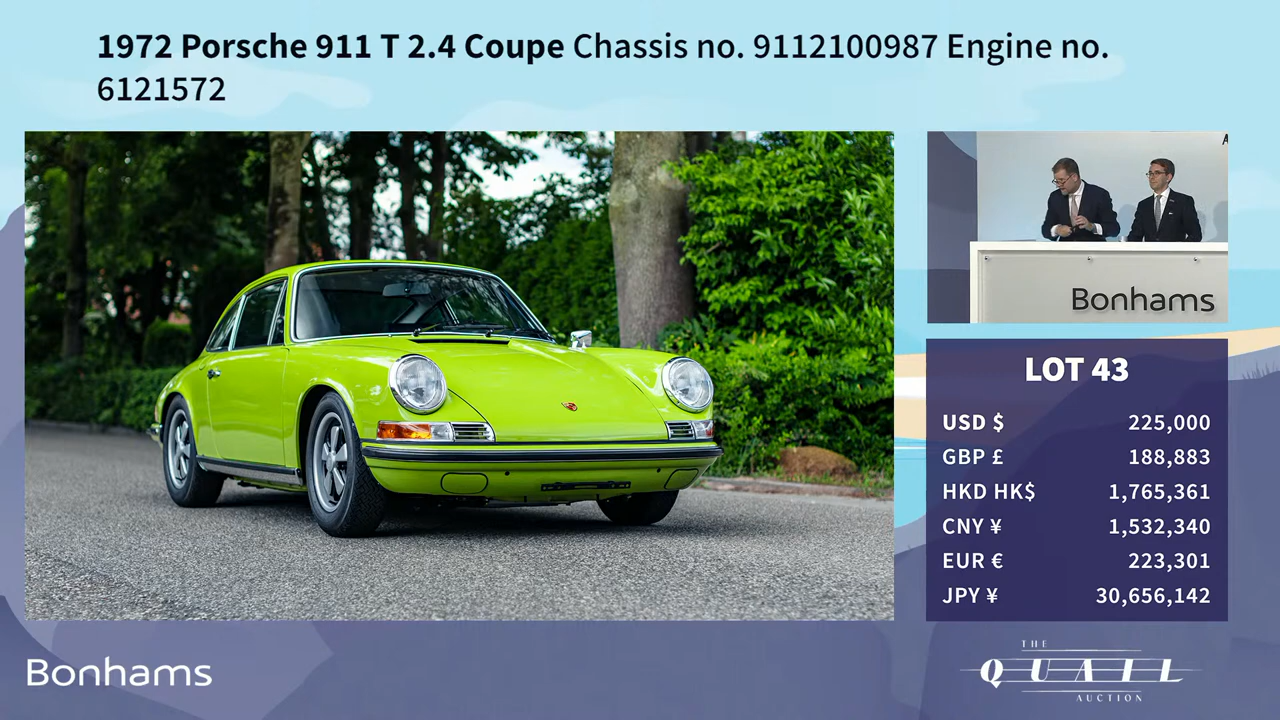 1972 Porsche 911 T 2.4 Coupe Chassis no. 9112100987 Engine no.
6121572
Bonhams
LOT 43
USD $ 225,000
GBP £ 188,883
HKD HK$ 1,765,361
CNY ¥ 1,532,340
EUR € 223,301
JPY ¥ 30,656,142
Bonhams
THE
QUAIL
AUCTION